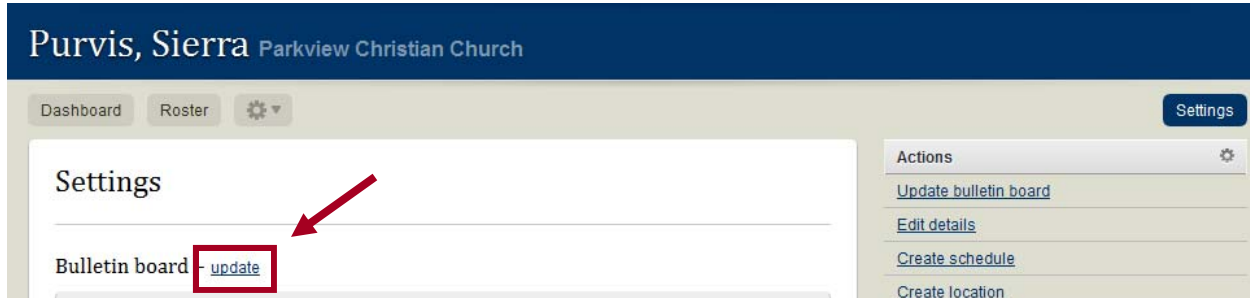 Purvis, Sierra Parkview Christian Church
Dashboard Roster Settings
Settings
Bulletin board - update
Actions
Update bulletin board
Edit details
Create schedule
Create location